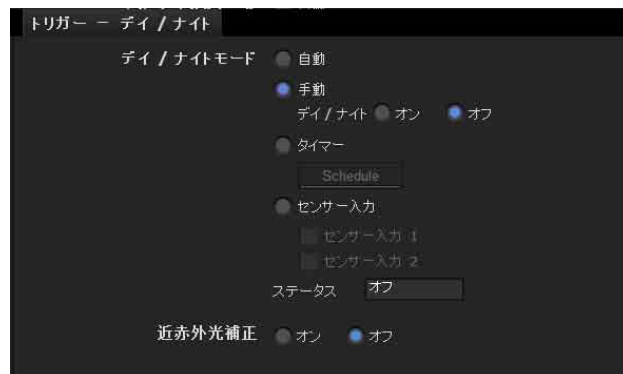 トリガー － デイ / ナイト
デイ / ナイトモード 自動
手動
デイ / ナイト オン オフ
タイマー
Schedule
センサー入力
センサー入力 1
センサー入力 2
ステータス オフ
近赤外光補正 オン オフ